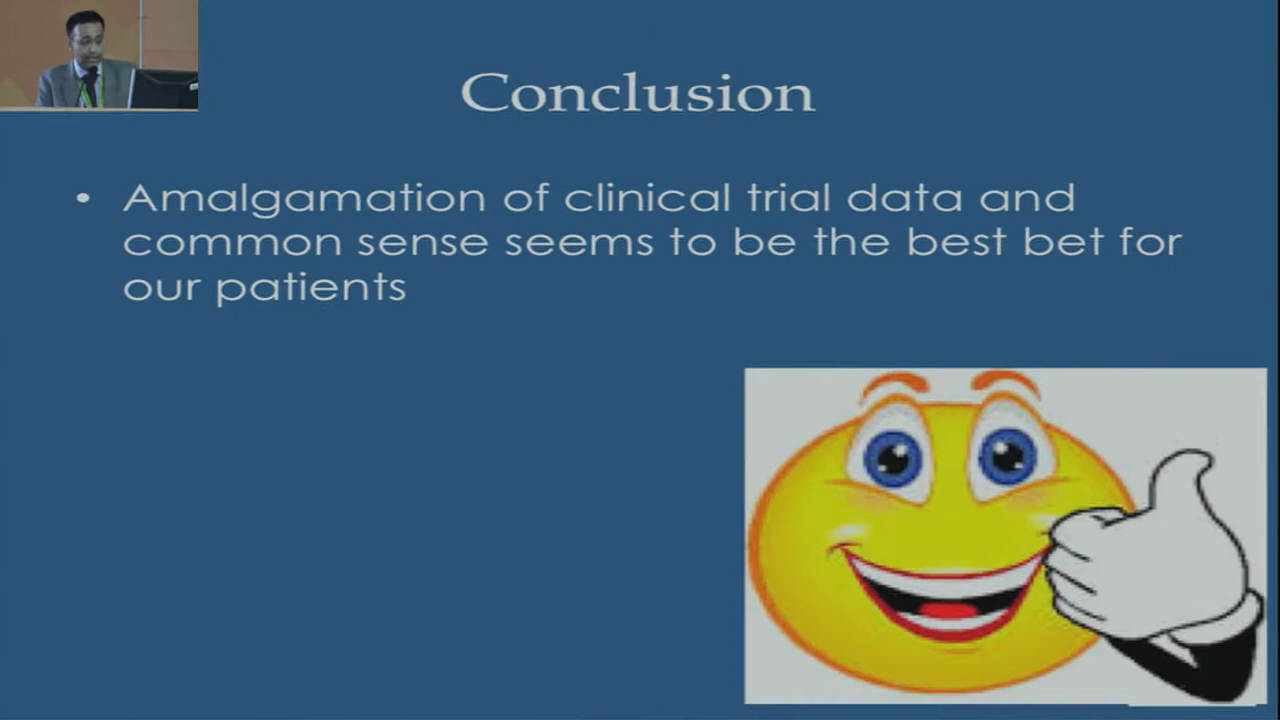 Conclusion
• Amalgamation of clinical trial data and
common sense seems to be the best bet for
our patients